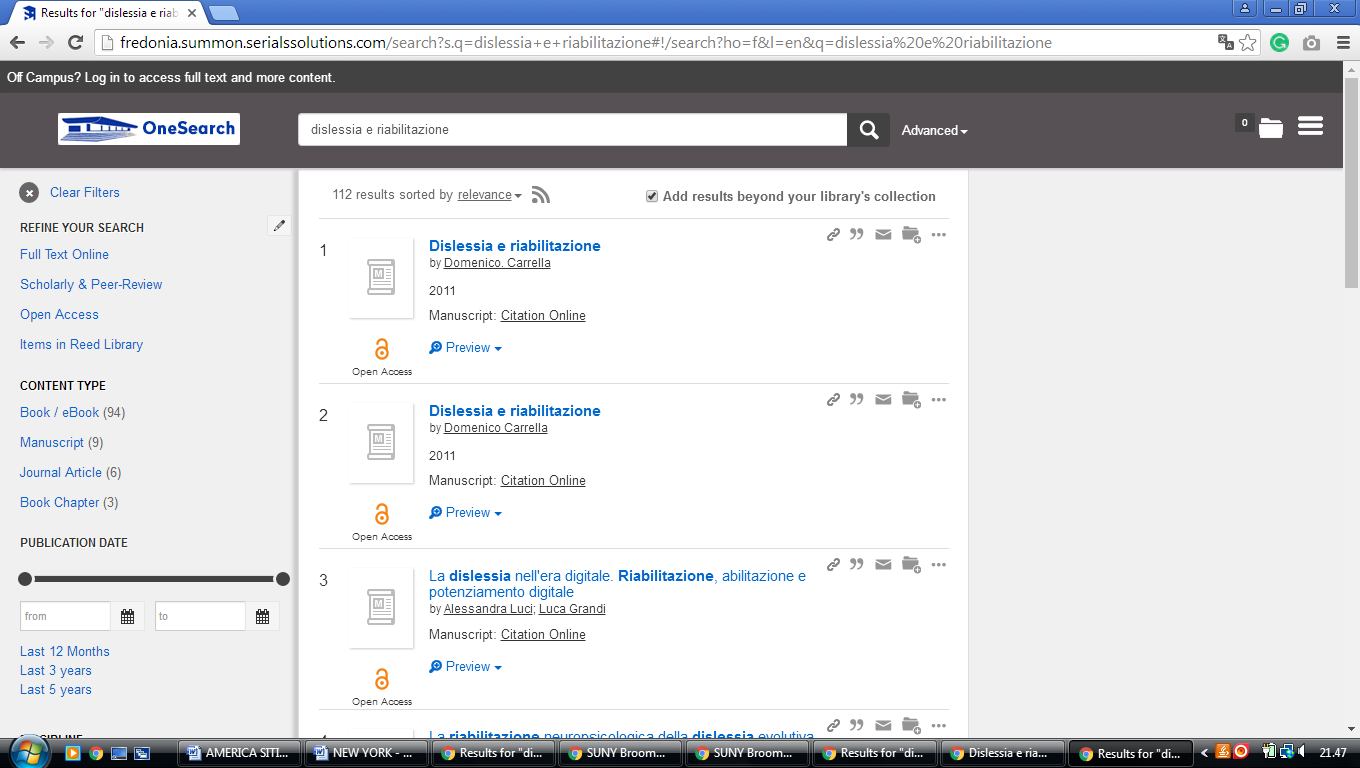 Results for "dislessia e riab
fredonia.summon.serialssolutions.com/search?s.q=dislessia+e+riabilitazione#!/search?ho=f&l=en&q=dislessia%20e%20riabilitazione
Off Campus? Log in to access full text and more content.
OneSearch
dislessia e riabilitazione
Advanced
0
Clear Filters
REFINE YOUR SEARCH
Full Text Online
Scholarly & Peer-Review
Open Access
Items in Reed Library
CONTENT TYPE
Book / eBook (94)
Manuscript (9)
Journal Article (6)
Book Chapter (3)
PUBLICATION DATE
from
to
Last 12 Months
Last 3 years
Last 5 years
DISCIPLINE
112 results sorted by relevance
Add results beyond your library's collection
1
Dislessia e riabilitazione
by Domenico. Carrella
2011
Manuscript: Citation Online
Preview
Open Access
2
Dislessia e riabilitazione
by Domenico Carrella
2011
Manuscript: Citation Online
Preview
Open Access
3
La dislessia nell'era digitale. Riabilitazione, abilitazione e
potenziamento digitale
by Alessandra Luci; Luca Grandi
Manuscript: Citation Online
Preview
Open Access
4
La riabilitazione neuropsicologica della dislessia evolutiva
AMERICA SITI...
NEW YORK - ...
Results for "di...
SUNY Broom...
SUNY Broom...
Results for "di...
Dislessia e ria...
Results for "di...
21.47